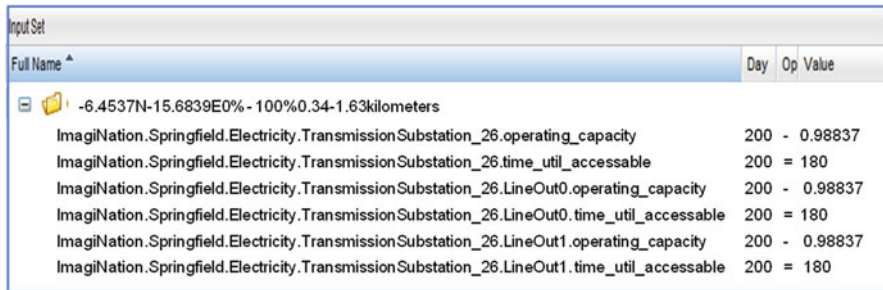 Input Set
Full Name Day Op Value
-6.4537N-15.6839E0%-100%0.34-1.63kilometers
ImagiNation.Springfield.Electricity.TransmissionSubstation_26.operating_capacity 200 - 0.98837
ImagiNation.Springfield.Electricity.TransmissionSubstation_26.time_util_accessable 200 = 180
ImagiNation.Springfield.Electricity.TransmissionSubstation_26.LineOut0.operating_capacity 200 - 0.98837
ImagiNation.Springfield.Electricity.TransmissionSubstation_26.LineOut0.time_util_accessable 200 = 180
ImagiNation.Springfield.Electricity.TransmissionSubstation_26.LineOut1.operating_capacity 200 - 0.98837
ImagiNation.Springfield.Electricity.TransmissionSubstation_26.LineOut1.time_util_accessable 200 = 180